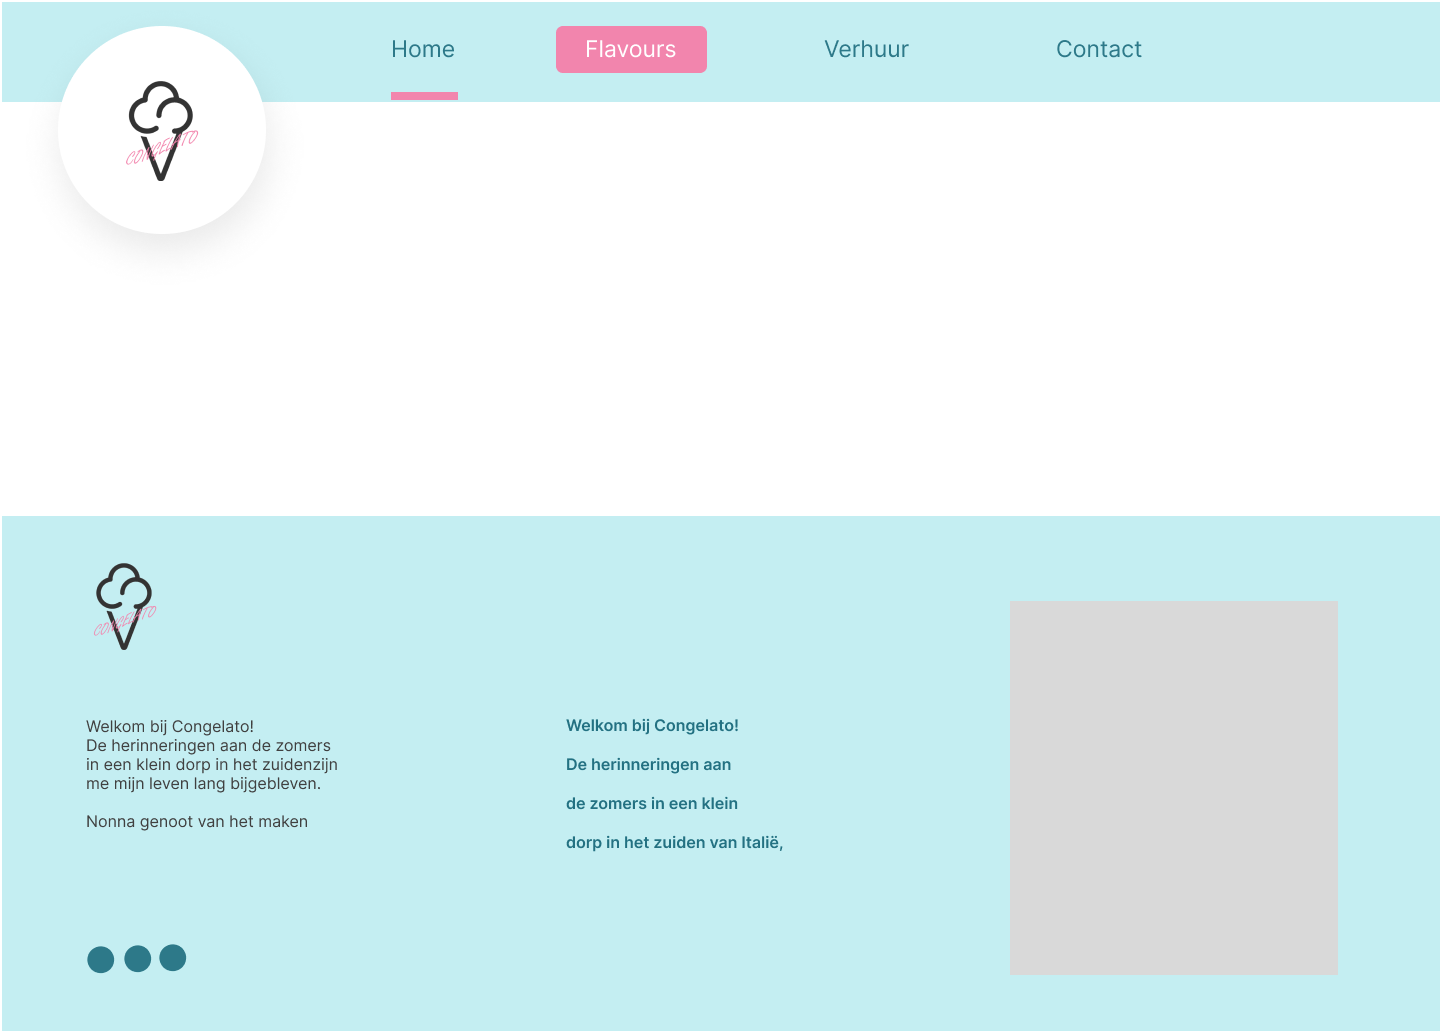 Home
Flavours
Verhuur
Contact
CONGELATO
CONGELATO
Welkom bij Congelato!
De herinneringen aan de zomers
in een klein dorp in het zuidenzijn
me mijn leven lang bijgebleven.
Nonna genoot van het maken
Welkom bij Congelato!
De herinneringen aan
de zomers in een klein
dorp in het zuiden van Italië,